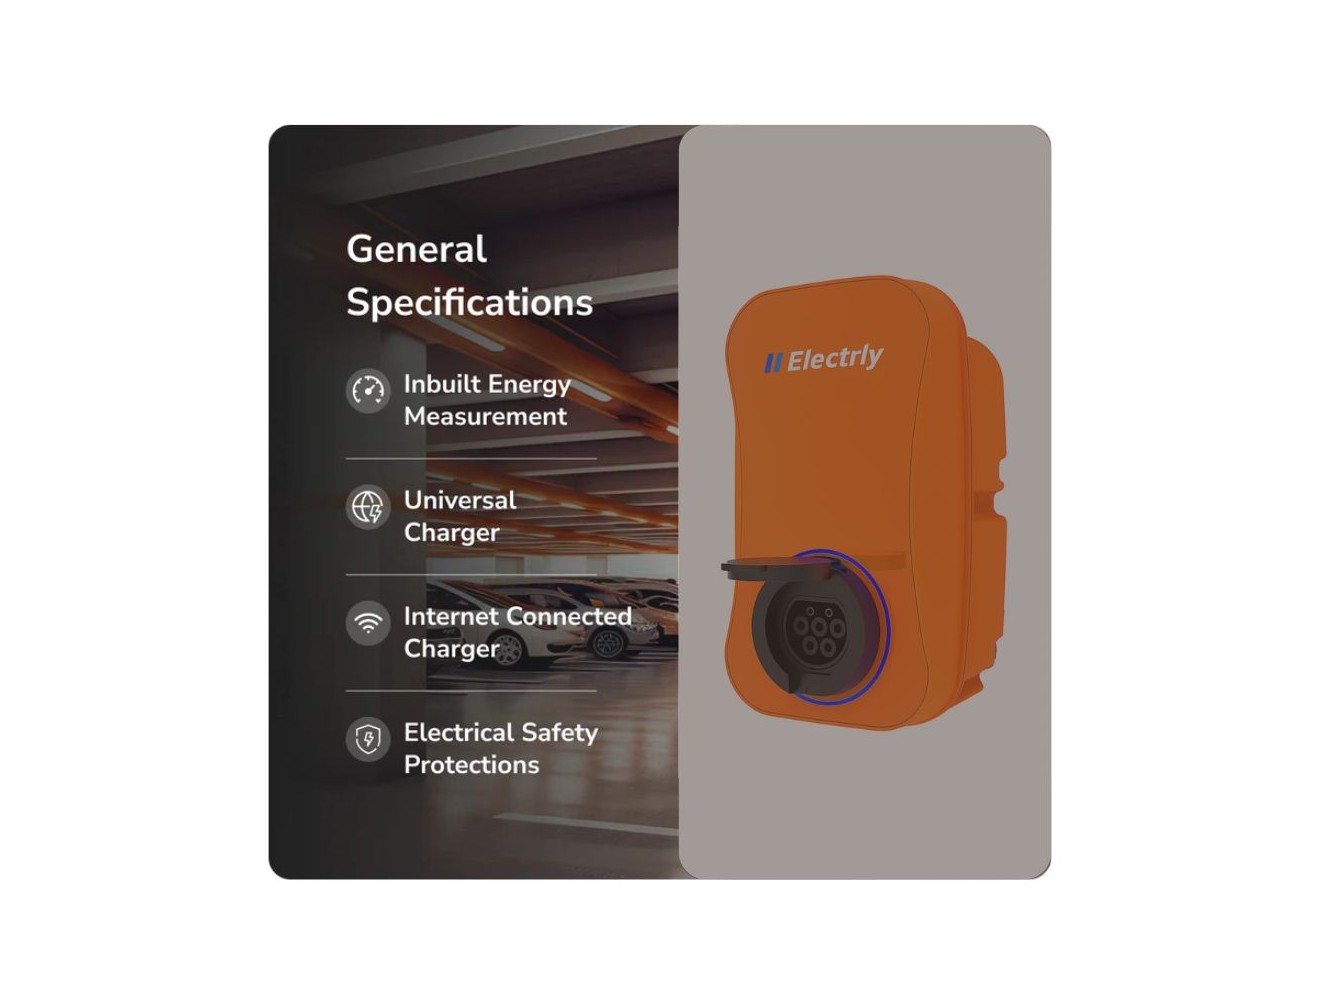 General
Specifications
Inbuilt Energy
Measurement
Universal
Charger
Internet Connected
Charger
Electrical Safety
Protections
Electrly